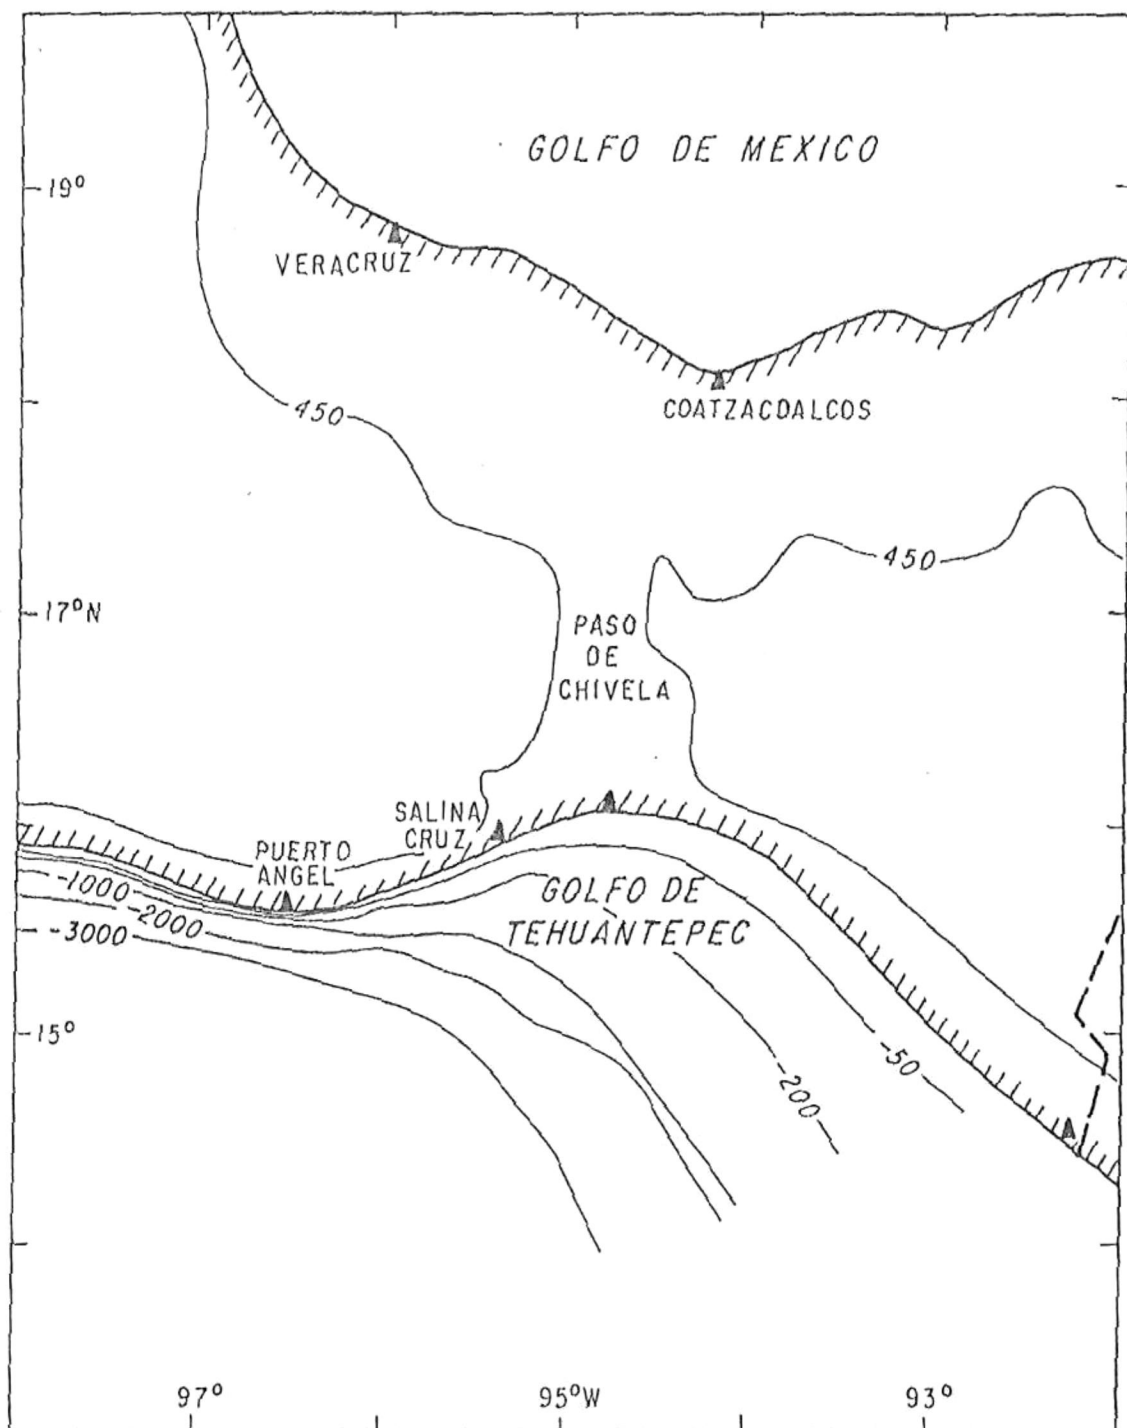 GOLFO DE MEXICO
19°
VERACRUZ
450
COATZACOALCOS
450
17°N
PASO
DE
CHIVELA
SALINA
CRUZ
PUERTO
ANGEL
-1000
-2000
-3000
GOLFO DE
TEHUANTEPEC
15°
-50
-200
97°
95°W
93°